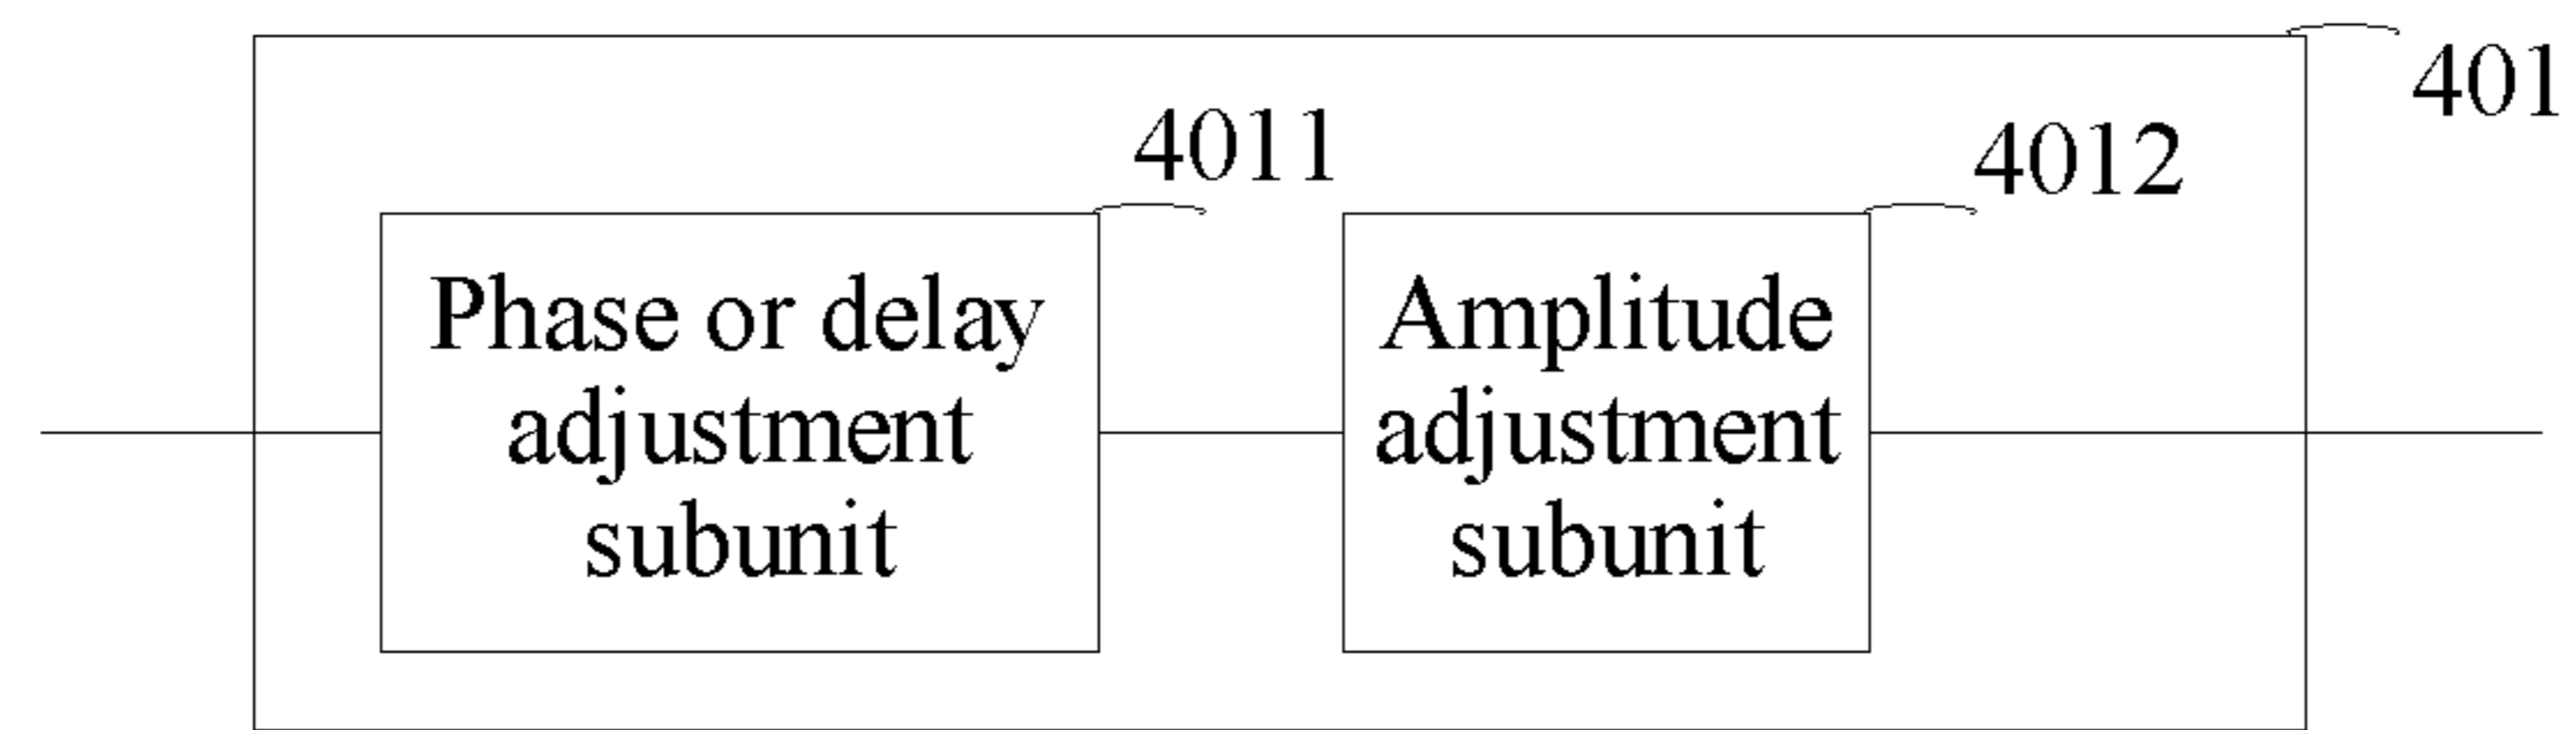 401
4011
4012
Phase or delay
adjustment
subunit
Amplitude
adjustment
subunit